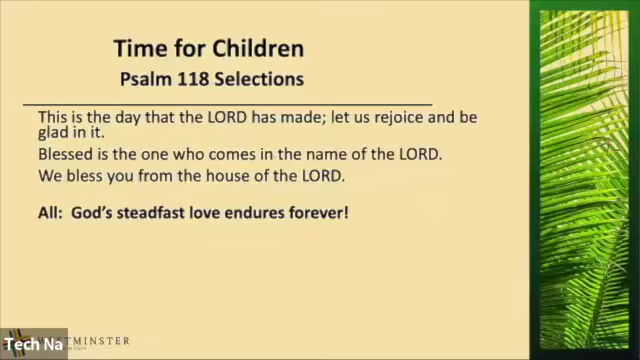 Time for Children
Psalm 118 Selections
This is the day that the LORD has made; let us rejoice and be
glad in it.
Blessed is the one who comes in the name of the LORD.
We bless you from the house of the LORD.
All: God's steadfast love endures forever!
Tech Na